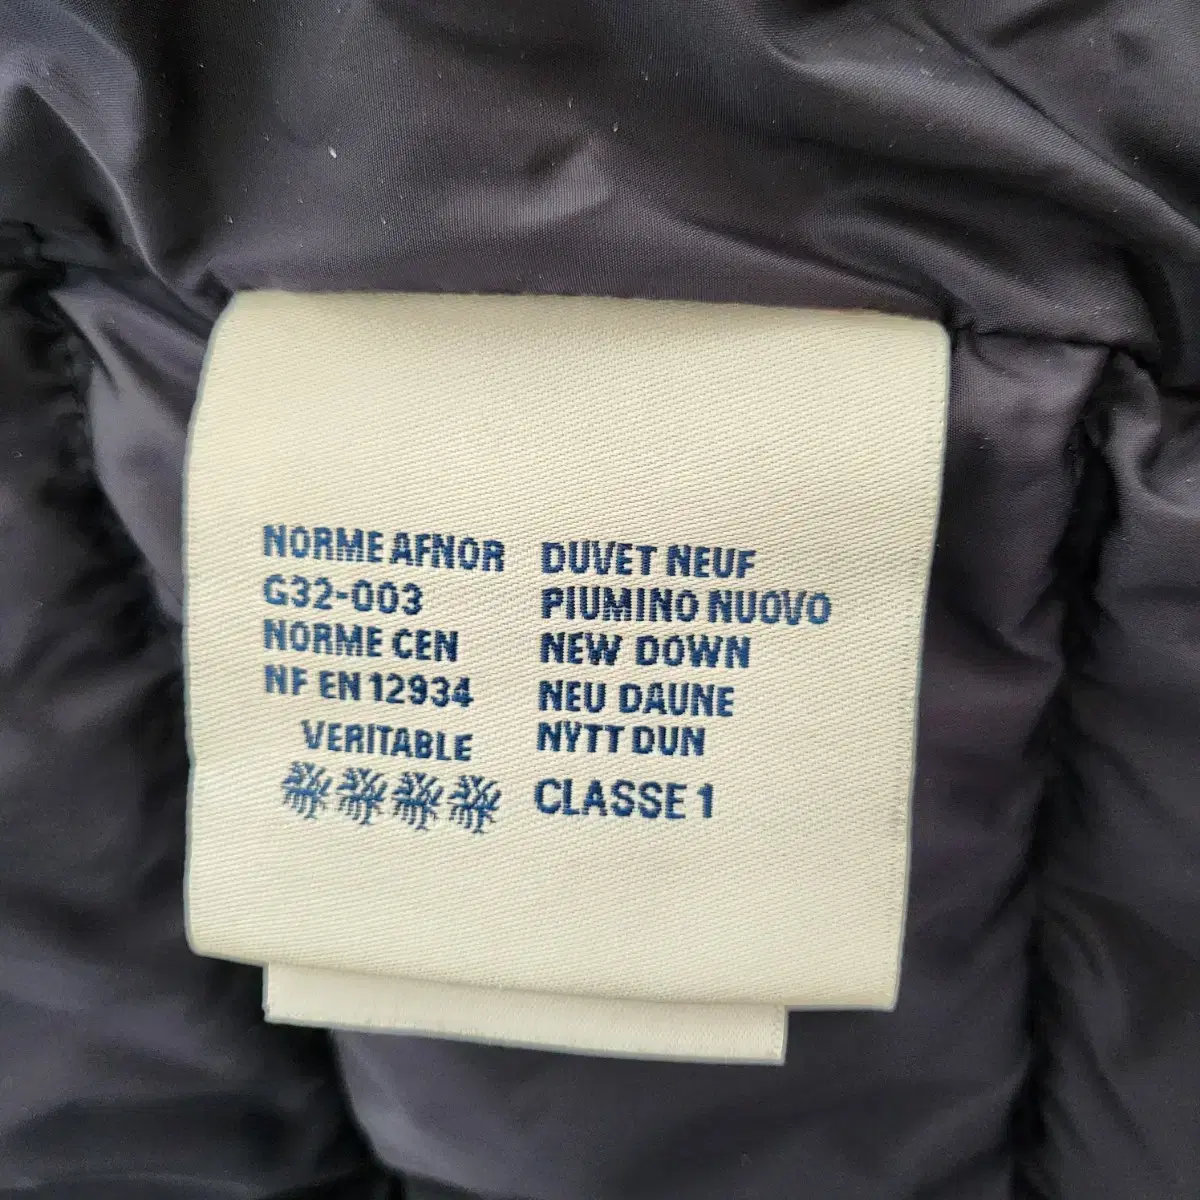 NORME AFNOR
G32-003
NORME CEN
NF EN 12934
VERITABLE
DUVET NEUF
PIUMINO NUOVO
NEW DOWN
NEU DAUNE
NYTT DUN
CLASSE 1